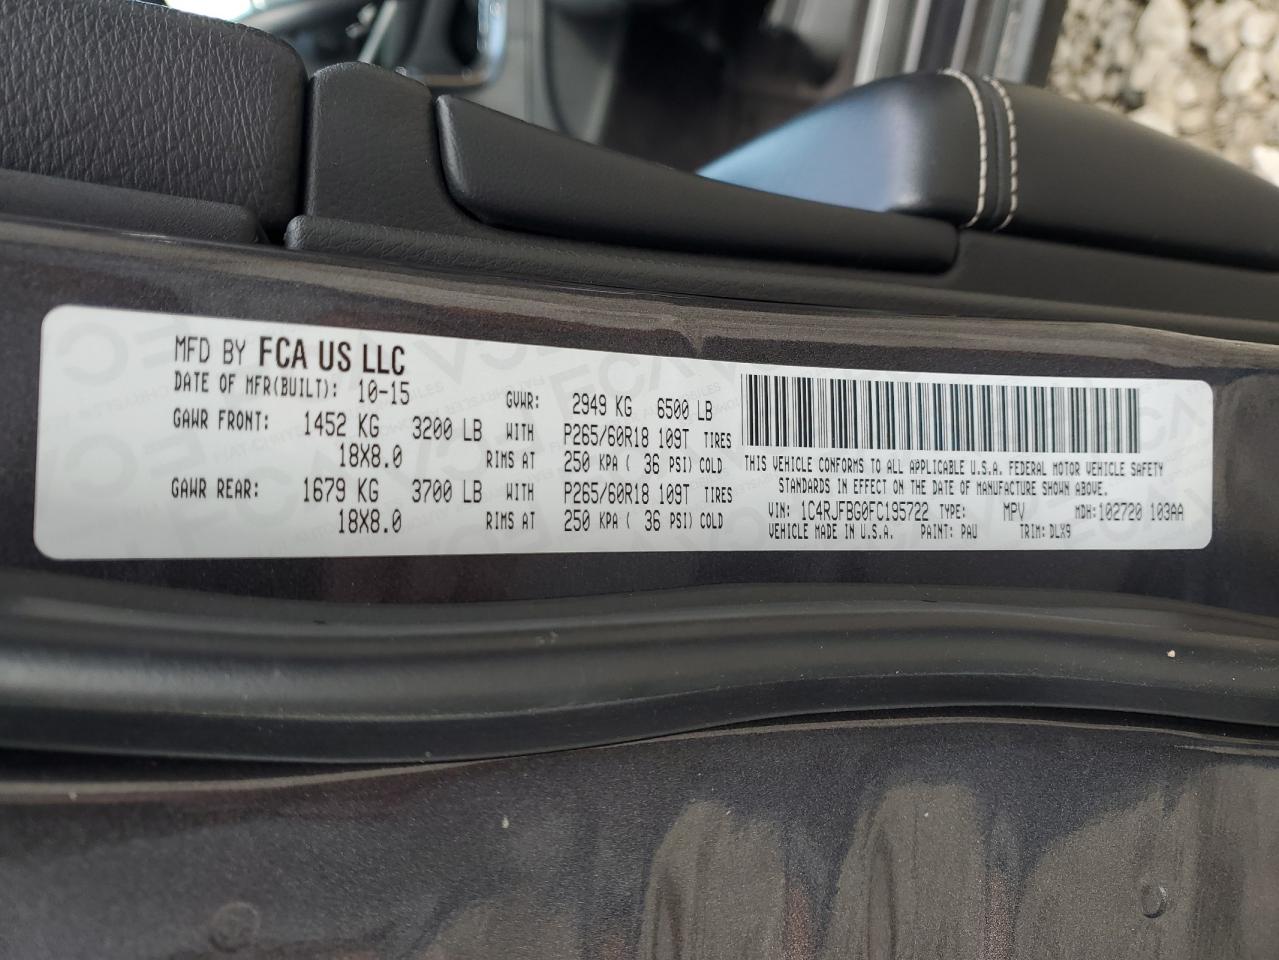 MFD BY FCA US LLC
DATE OF MFR(BUILT): 10-15 GVWR: 2949 KG 6500 LB
GAWR FRONT: 1452 KG 3200 LB WITH P265/60R18 109T TIRES
18X8.0 RIMS AT 250 KPA ( 36 PSI) COLD
GAWR REAR: 1679 KG 3700 LB WITH P265/60R18 109T TIRES
18X8.0 RIMS AT 250 KPA ( 36 PSI) COLD
THIS VEHICLE CONFORMS TO ALL APPLICABLE U.S.A. FEDERAL MOTOR VEHICLE SAFETY
STANDARDS IN EFFECT ON THE DATE OF MANUFACTURE SHOWN ABOVE.
VIN: 1C4RJFBG0FC195722 TYPE: MPV MDH:102720 103AA
VEHICLE MADE IN U.S.A. PAINT: PAU TRIM: DLX9